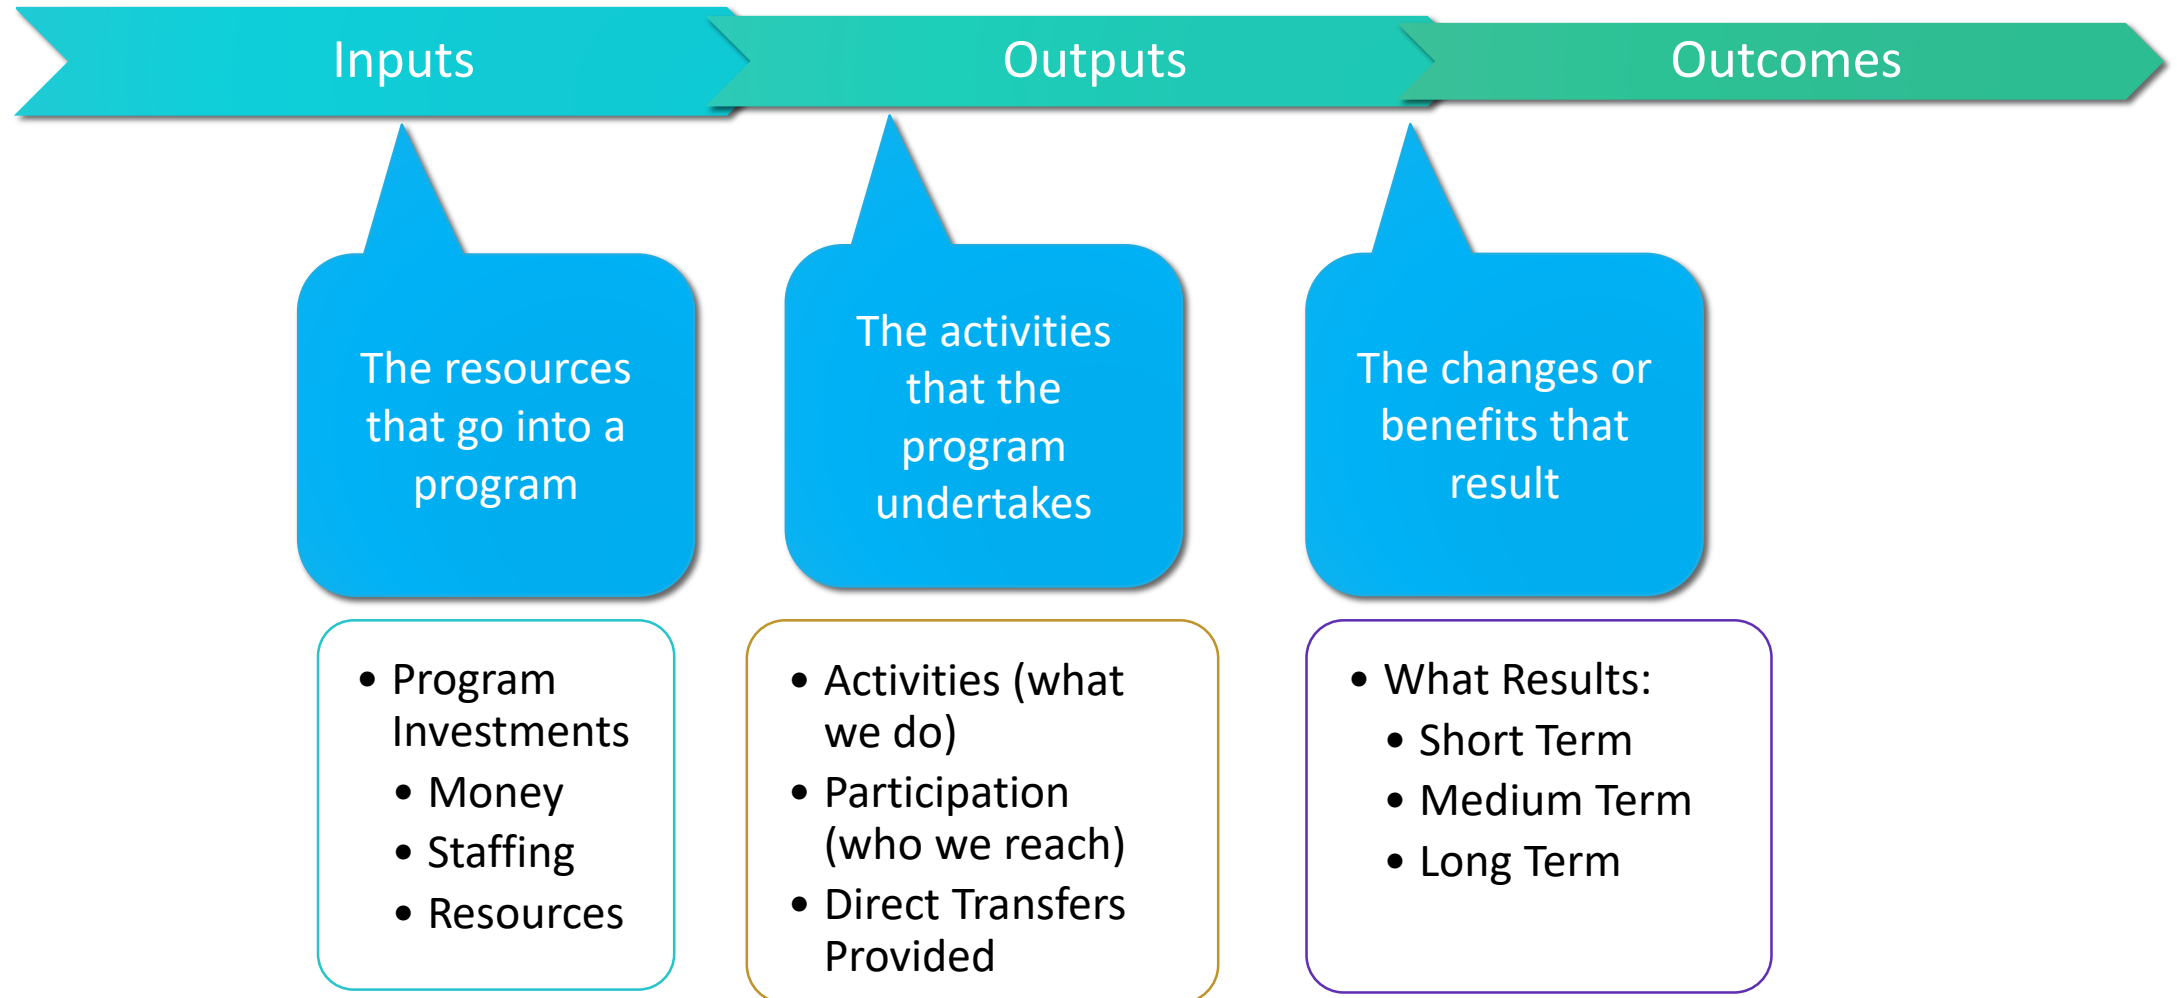 Inputs
Outputs
Outcomes
The resources
that go into a
program
The activities
that the
program
undertakes
The changes or
benefits that
result
• Program
Investments
• Money
• Staffing
• Resources
• Activities (what
we do)
• Participation
(who we reach)
• Direct Transfers
Provided
• What Results:
• Short Term
• Medium Term
• Long Term